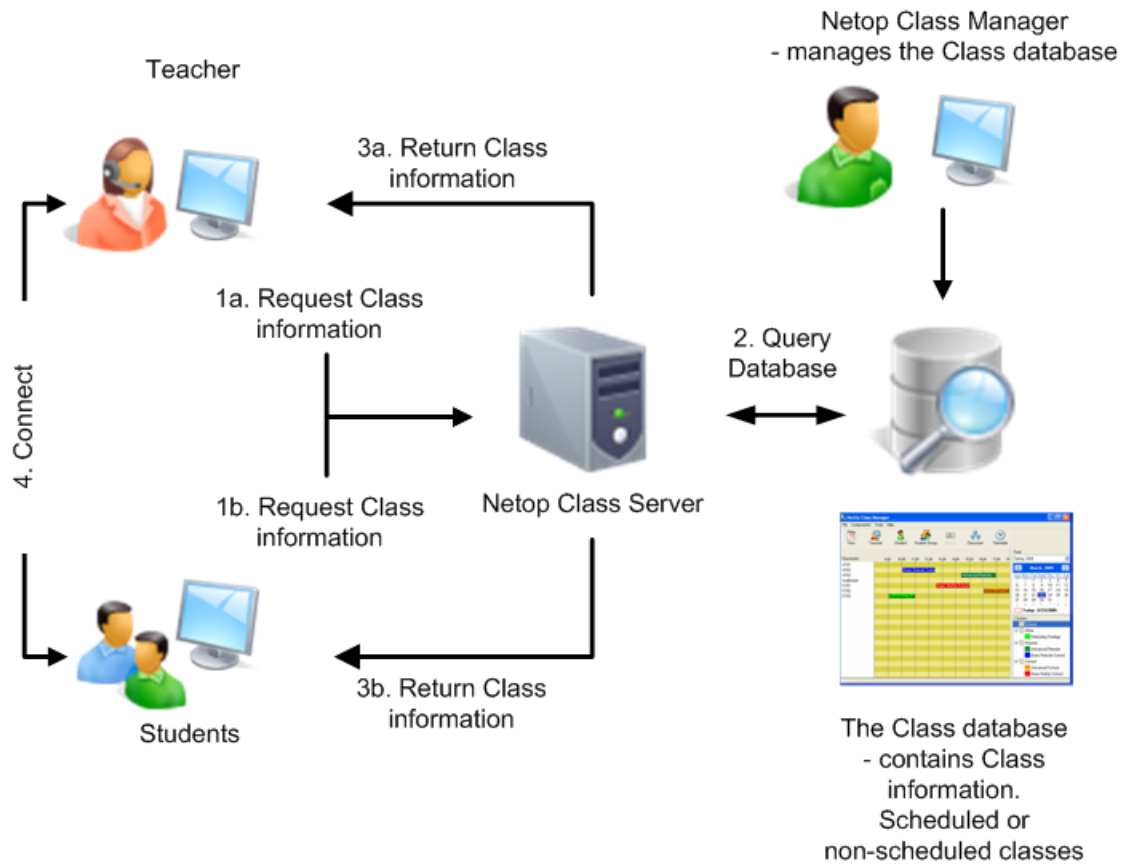 Netop Class Manager
- manages the Class database
Teacher
3a. Return Class
information
1a. Request Class
information
2. Query
Database
4. Connect
1b. Request Class
information
Netop Class Server
3b. Return Class
information
Students
The Class database
- contains Class
information.
Scheduled or
non-scheduled classes